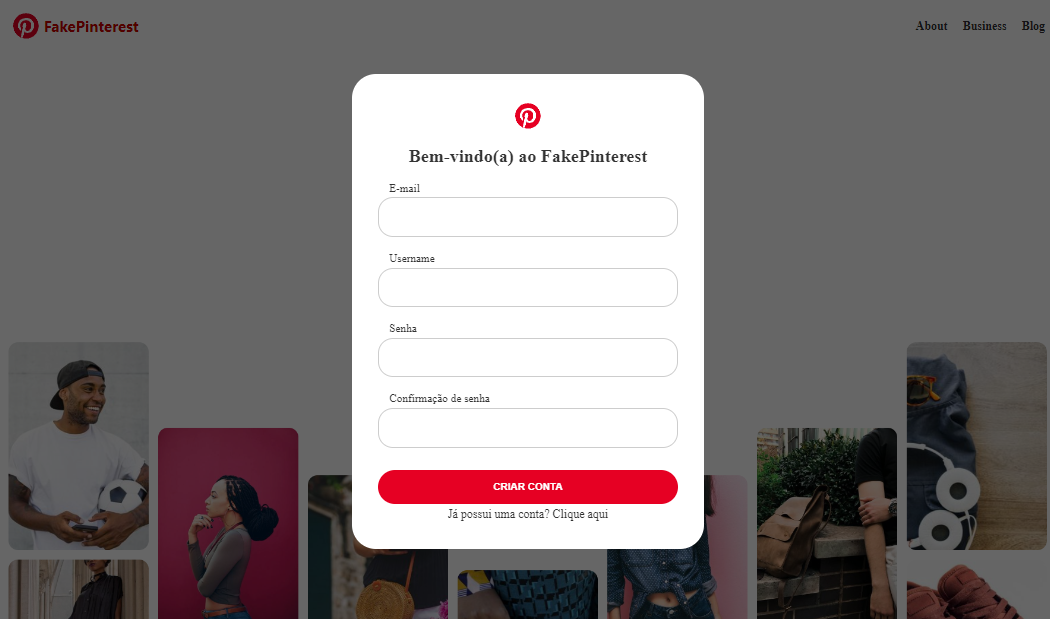 FakePinterest
About Business Blog
Bem-vindo(a) ao FakePinterest
E-mail
Username
Senha
Confirmação de senha
CRIAR CONTA
Já possui uma conta? Clique aqui